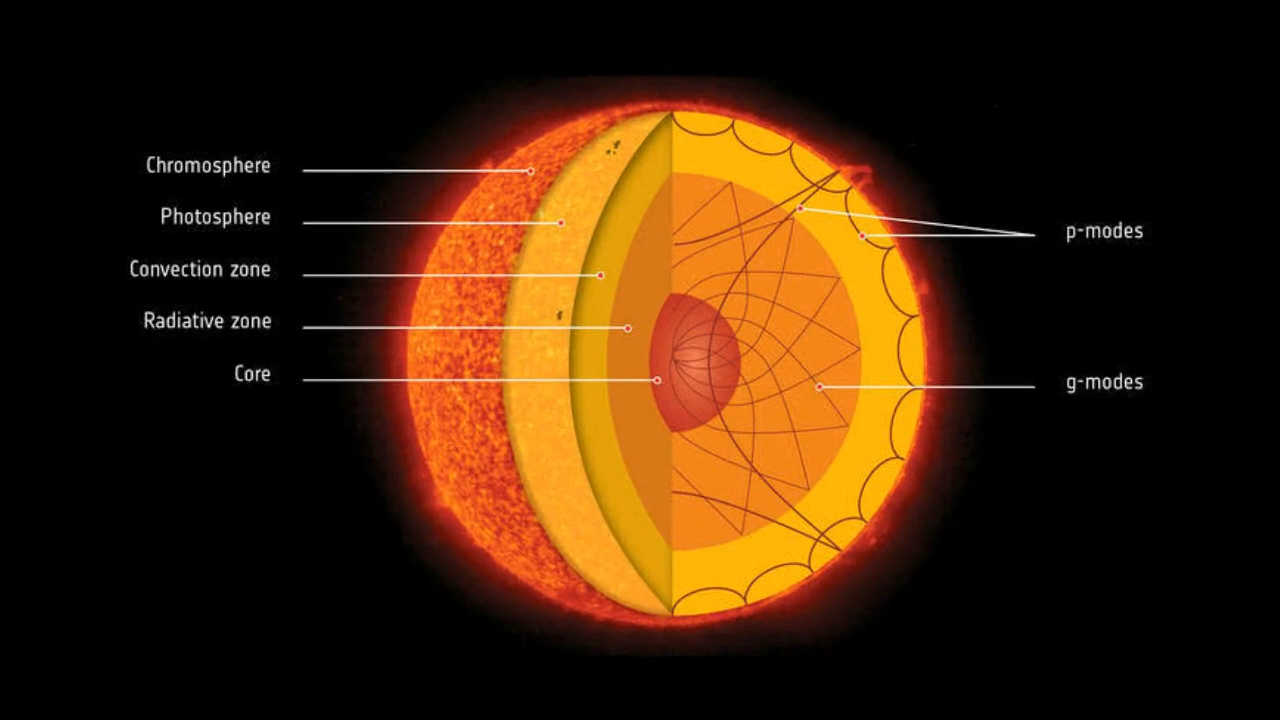 Chromosphere
Photosphere
Convection zone
Radiative zone
Core
p-modes
g-modes